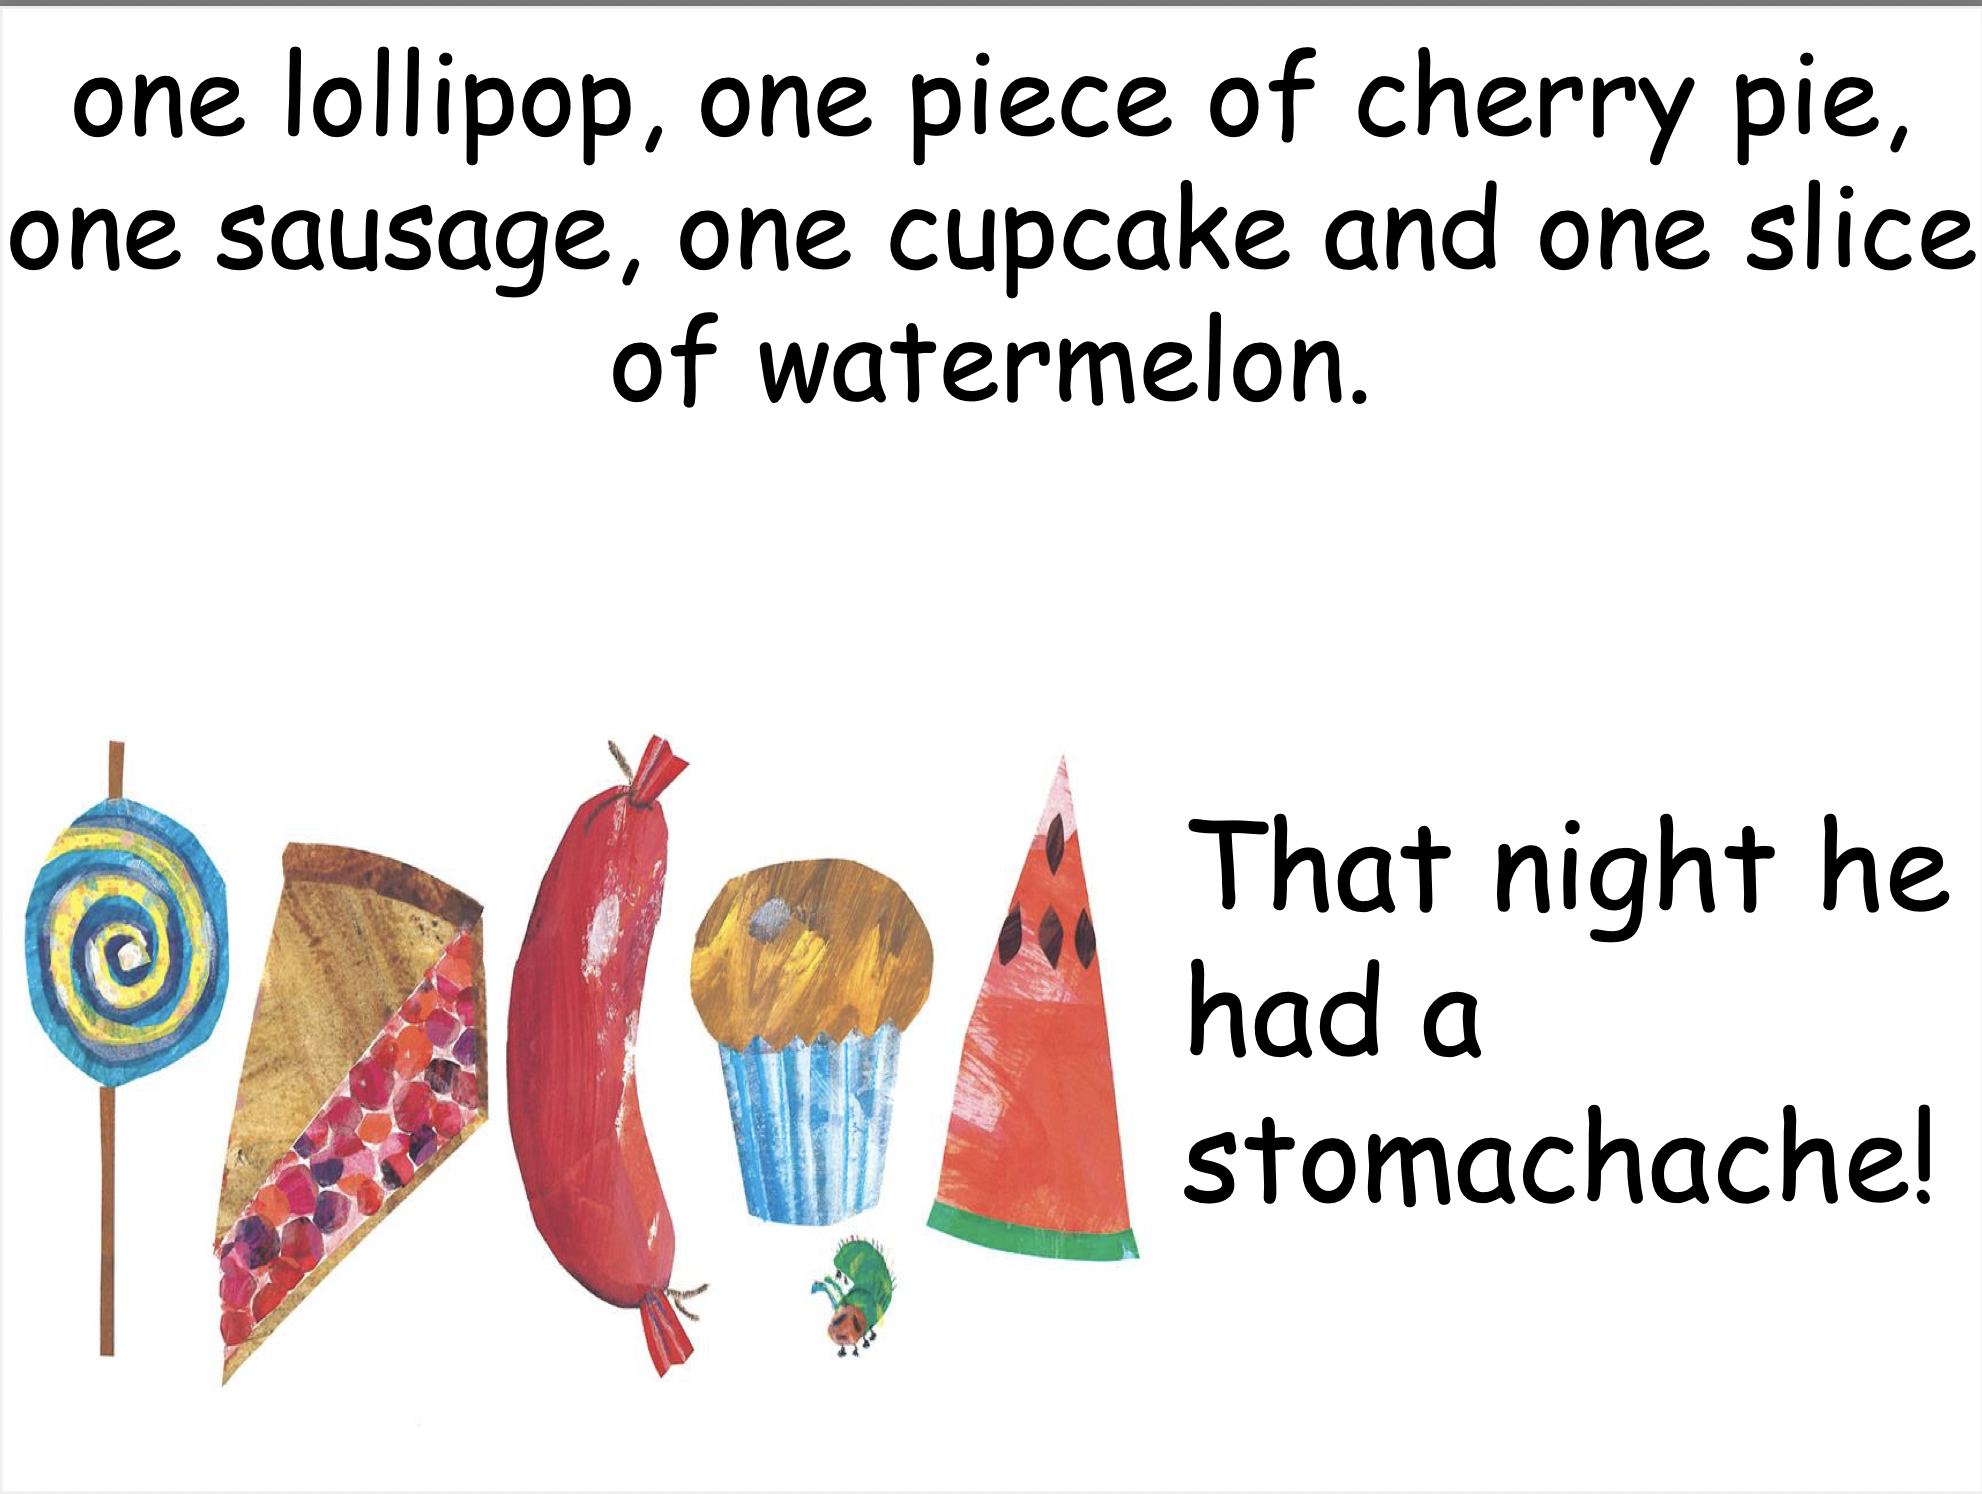 one lollipop, one piece of cherry pie,
one sausage, one cupcake and one slice
of watermelon.
That night he
had a
stomachache!